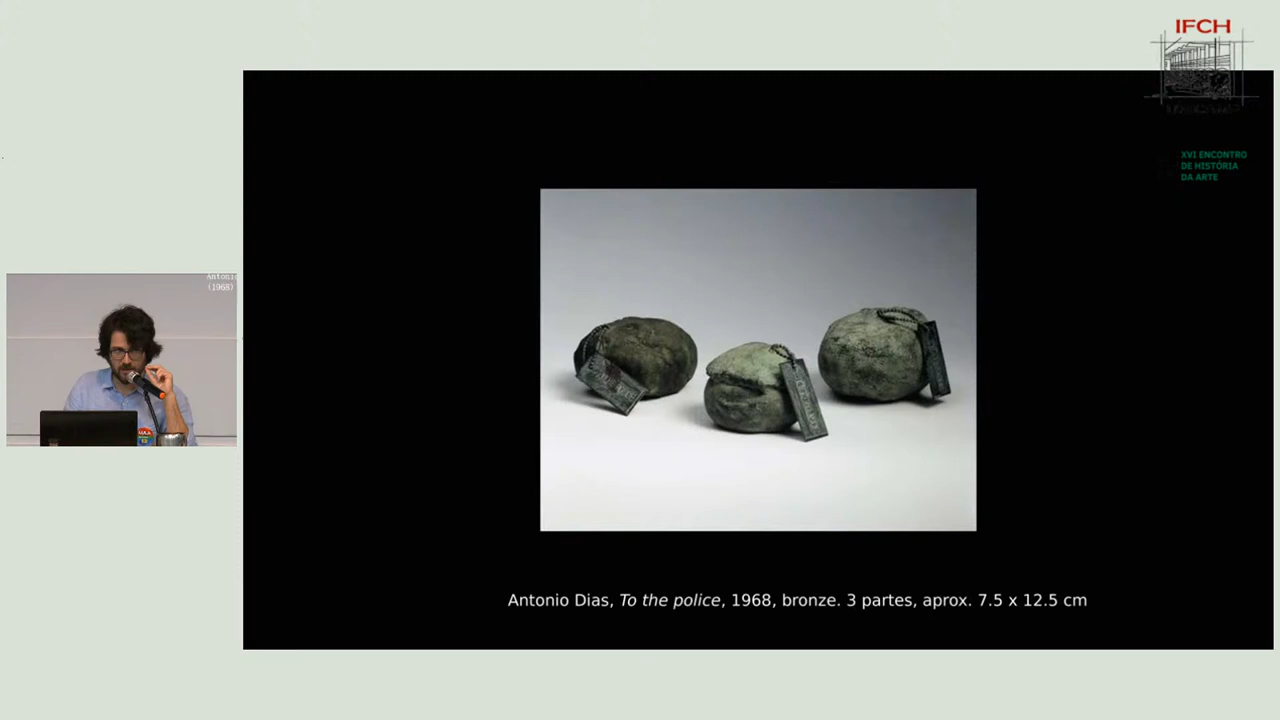 IFCH
XVI ENCONTRO
DE HISTÓRIA
DA ARTE
Antonio
(1968)
Antonio Dias, To the police, 1968, bronze. 3 partes, aprox. 7.5 x 12.5 cm